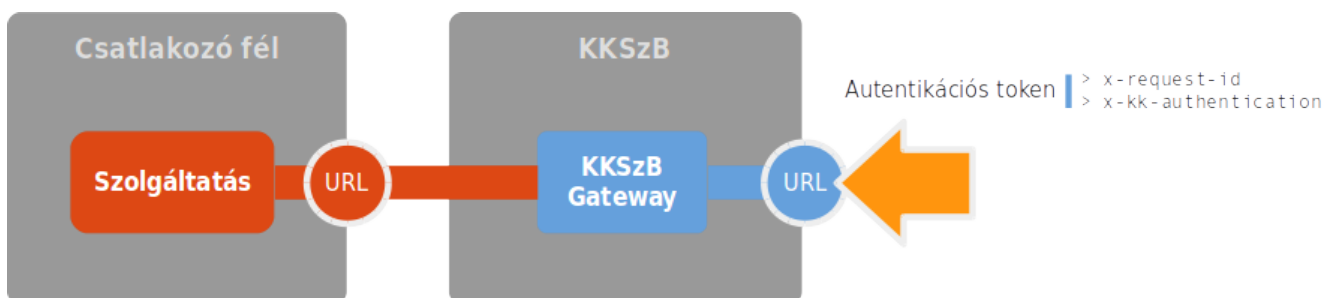 Csatlakozó fél
KKSzB
Autentikációs token
> x-request-id
> x-kk-authentication
Szolgáltatás
URL
KKSzB
Gateway
URL